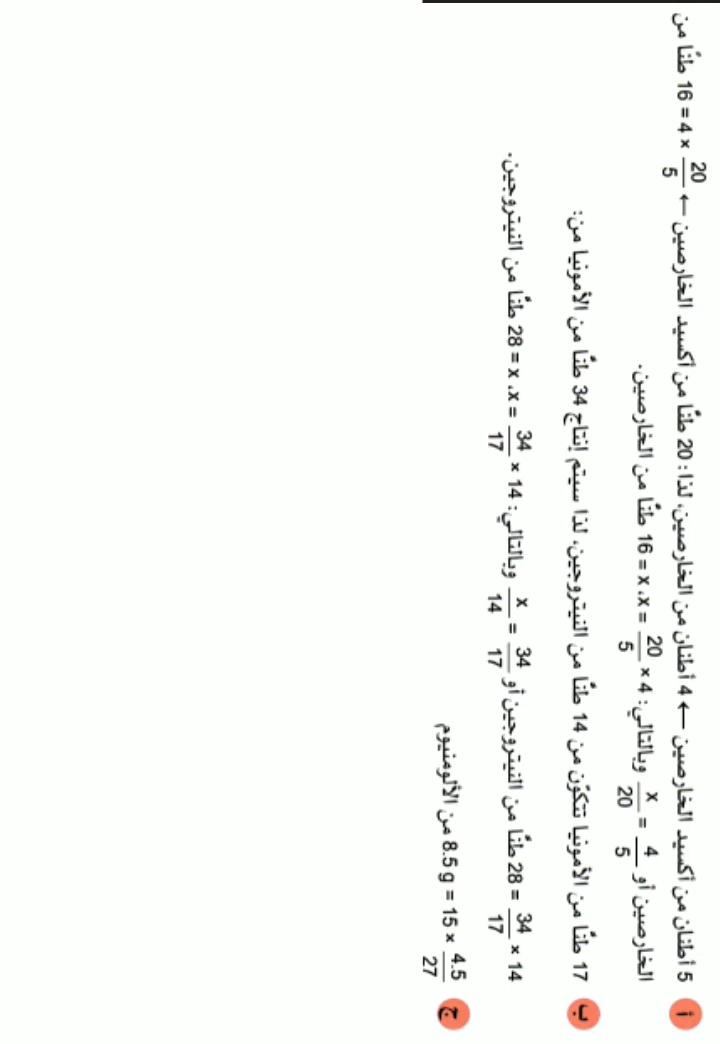 أ 5 أطنان من أكسيد الخارصين ← 4 أطنان من الخارصين، لذا: 20 طنًا من أكسيد الخارصين ← 20/5 × 4 = 16 طنًا من
الخارصين أو 4/5 = x/20 وبالتالي: 4 × 20/5 = x، x = 16 طنًا من الخارصين.
ب 17 طنًا من الأمونيا تتكوّن من 14 طنًا من النيتروجين، لذا سيتم إنتاج 34 طنًا من الأمونيا من:
14 × 34/17 = 28 طنًا من النيتروجين أو 34/17 = x/14 وبالتالي: 14 × 34/17 = x، x = 28 طنًا من النيتروجين.
ج 4.5/27 × 15 = 8.5 g من الألومنيوم